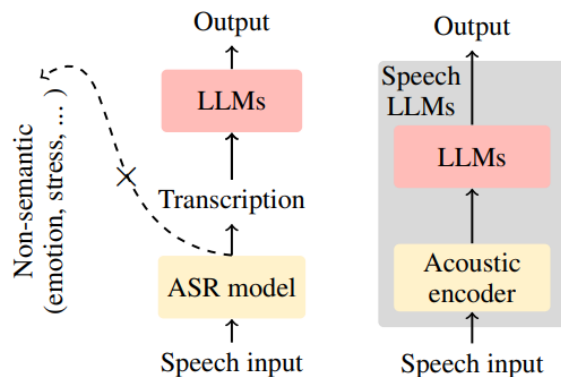 Output
LLMs
Transcription
ASR model
Speech input
Non-semantic
(emotion, stress, ... )
Output
Speech
LLMs
LLMs
Acoustic
encoder
Speech input